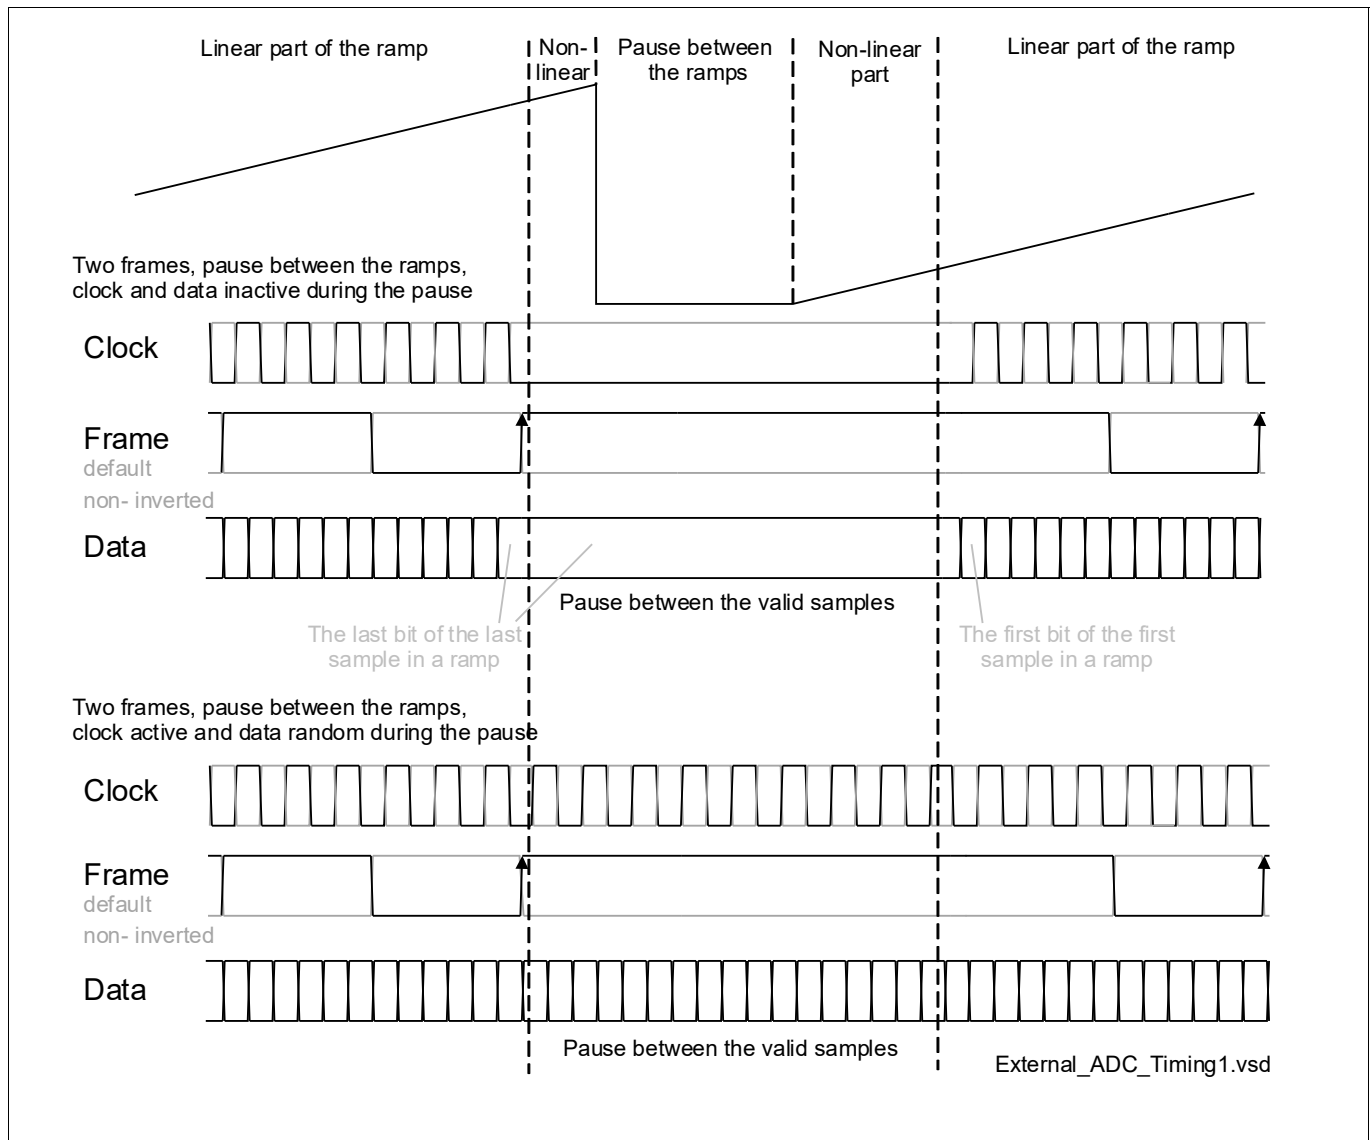 Linear part of the ramp
Non-
linear
Pause between
the ramps
Non-linear
part
Linear part of the ramp
Two frames, pause between the ramps,
clock and data inactive during the pause
Clock
Frame
default
non- inverted
Data
Pause between the valid samples
The last bit of the last
sample in a ramp
The first bit of the first
sample in a ramp
Two frames, pause between the ramps,
clock active and data random during the pause
Clock
Frame
default
non- inverted
Data
Pause between the valid samples
External_ADC_Timing1.vsd